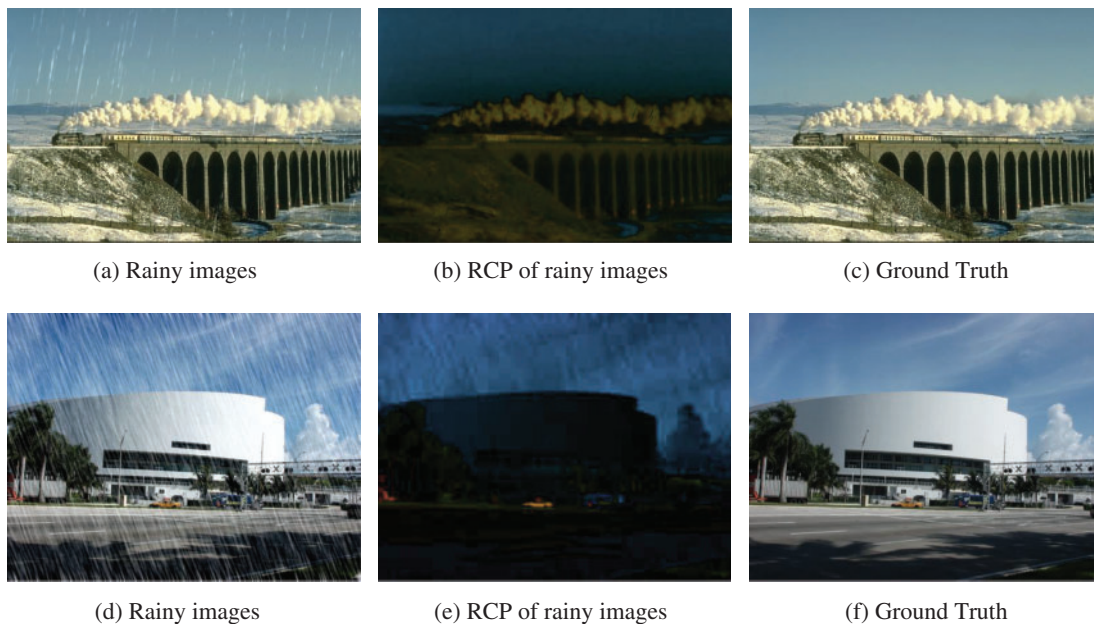 (a) Rainy images
(b) RCP of rainy images
(c) Ground Truth
(d) Rainy images
(e) RCP of rainy images
(f) Ground Truth